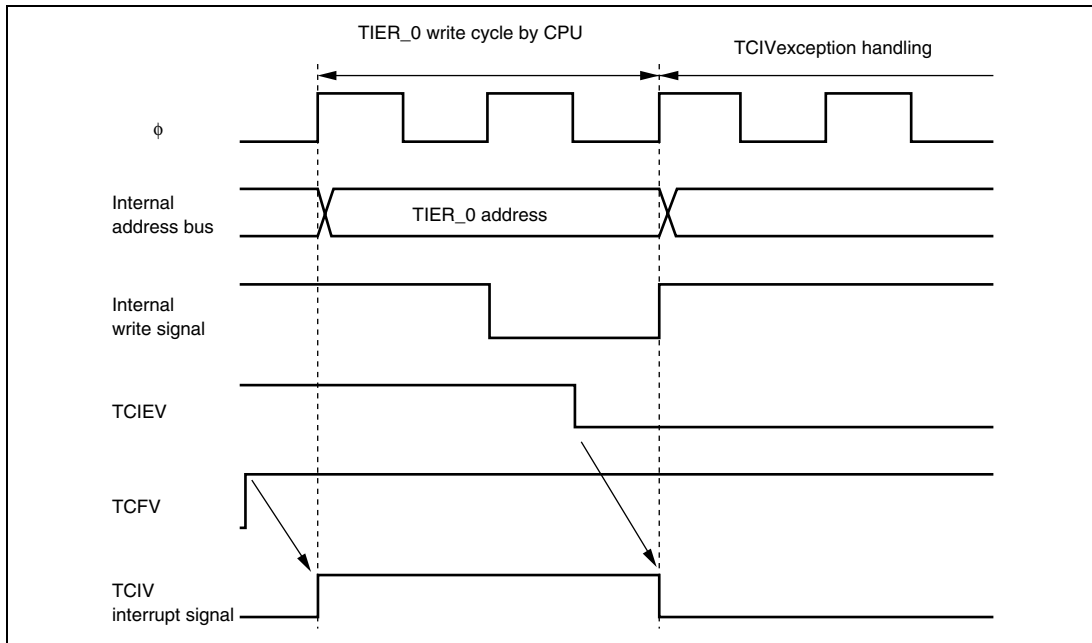 TIER_0 write cycle by CPU
TCIVexception handling
φ
Internal
address bus
TIER_0 address
Internal
write signal
TCIEV
TCFV
TCIV
interrupt signal